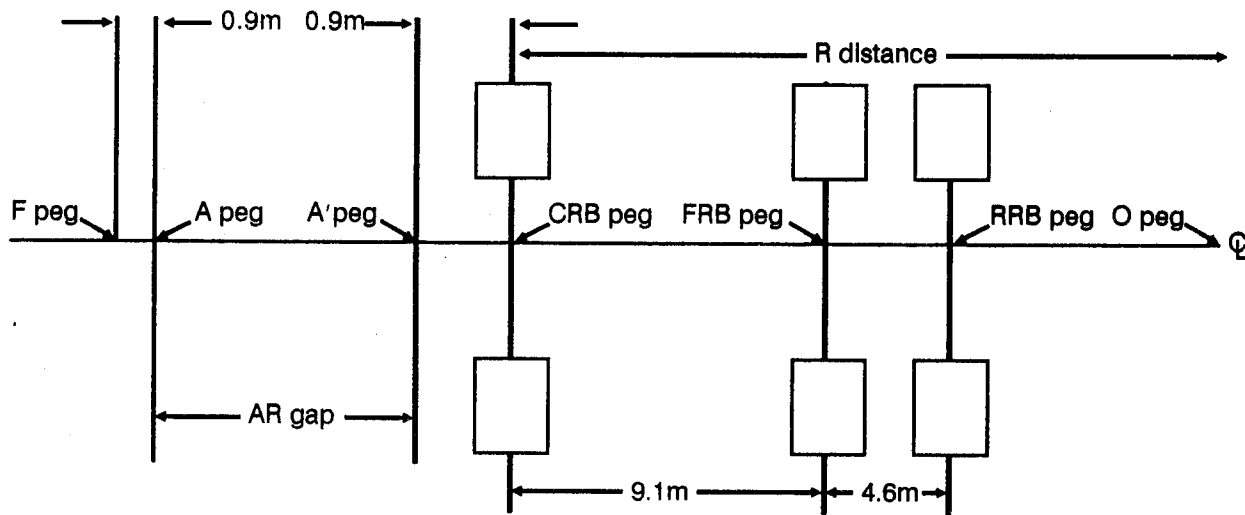 0.9m 0.9m
R distance
F peg A peg A' peg CRB peg FRB peg RRB peg O peg ℄
AR gap
9.1m 4.6m